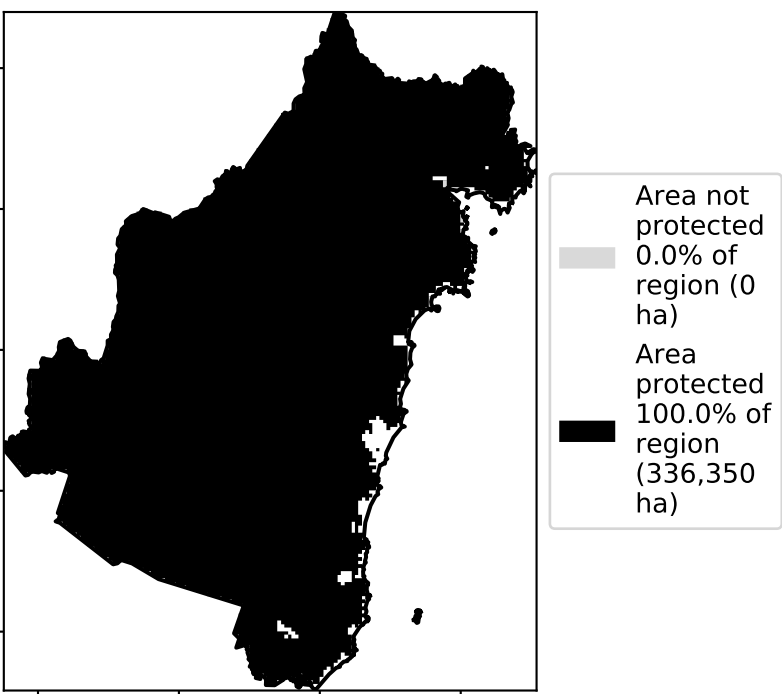 Area not
protected
0.0% of
region (0
ha)
Area
protected
100.0% of
region
(336,350
ha)